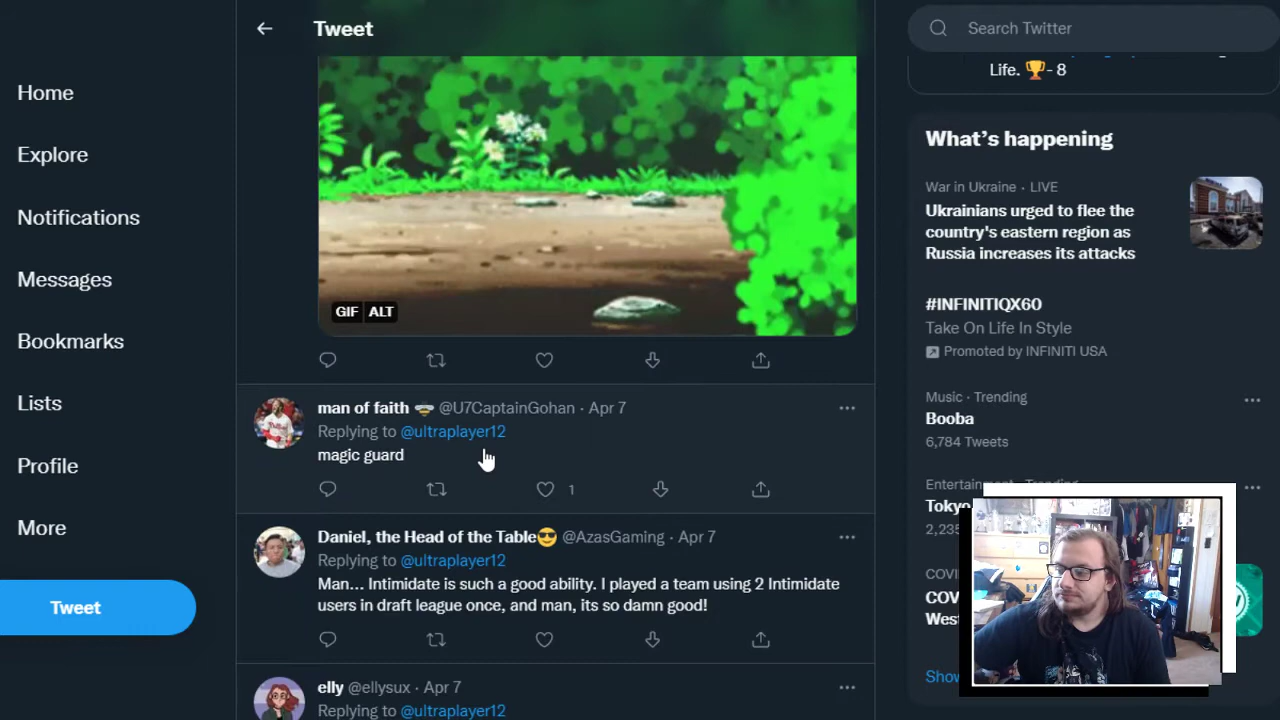 Home
Explore
Notifications
Messages
Bookmarks
Lists
Profile
More
Tweet
Tweet
GIF ALT
man of faith 🐝 @U7CaptainGohan · Apr 7
Replying to @ultraplayer12
magic guard
1
Daniel, the Head of the Table😎 @AzasGaming · Apr 7
Replying to @ultraplayer12
Man... Intimidate is such a good ability. I played a team using 2 Intimidate
users in draft league once, and man, its so damn good!
elly @ellysux · Apr 7
Replying to @ultraplayer12
Search Twitter
Life. 🏆- 8
What's happening
War in Ukraine · LIVE
Ukrainians urged to flee the
country's eastern region as
Russia increases its attacks
#INFINITIQX60
Take On Life In Style
Promoted by INFINITI USA
Music · Trending
Booba
6,784 Tweets
Entertainment · Trending
Tokyo
2,235
COVI
COV
West
Show